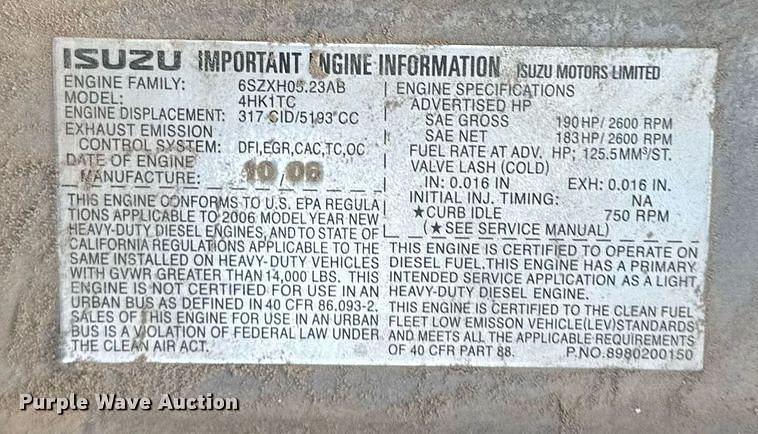 ISUZU IMPORTANT ENGINE INFORMATION ISUZU MOTORS LIMITED
ENGINE FAMILY: 6SZXH05.23AB
MODEL: 4HK1TC
ENGINE DISPLACEMENT: 317 CID/5193 CC
EXHAUST EMISSION
CONTROL SYSTEM: DFI,EGR,CAC,TC,OC
DATE OF ENGINE
MANUFACTURE: 10/06
THIS ENGINE CONFORMS TO U.S. EPA REGULA
TIONS APPLICABLE TO 2006 MODEL YEAR NEW
HEAVY-DUTY DIESEL ENGINES, AND TO STATE OF
CALIFORNIA REGULATIONS APPLICABLE TO THE
SAME INSTALLED ON HEAVY-DUTY VEHICLES
WITH GVWR GREATER THAN 14,000 LBS. THIS
ENGINE IS NOT CERTIFIED FOR USE IN AN
URBAN BUS AS DEFINED IN 40 CFR 86.093-2.
SALES OF THIS ENGINE FOR USE IN AN URBAN
BUS IS A VIOLATION OF FEDERAL LAW UNDER
THE CLEAN AIR ACT.
ENGINE SPECIFICATIONS
ADVERTISED HP
SAE GROSS 190 HP/ 2600 RPM
SAE NET 183 HP/ 2600 RPM
FUEL RATE AT ADV. HP; 125.5MM³/ST.
VALVE LASH (COLD)
IN: 0.016 IN EXH: 0.016 IN.
INITIAL INJ. TIMING: NA
★CURB IDLE 750 RPM
(★SEE SERVICE MANUAL)
THIS ENGINE IS CERTIFIED TO OPERATE ON
DIESEL FUEL.THIS ENGINE HAS A PRIMARY
INTENDED SERVICE APPLICATION AS A LIGHT
HEAVY-DUTY DIESEL ENGINE.
THIS ENGINE IS CERTIFIED TO THE CLEAN FUEL
FLEET LOW EMISSON VEHICLE(LEV)STANDARDS
AND MEETS ALL THE APPLICABLE REQUIREMENTS
OF 40 CFR PART 88. P.NO.8980200150
Purple Wave Auction